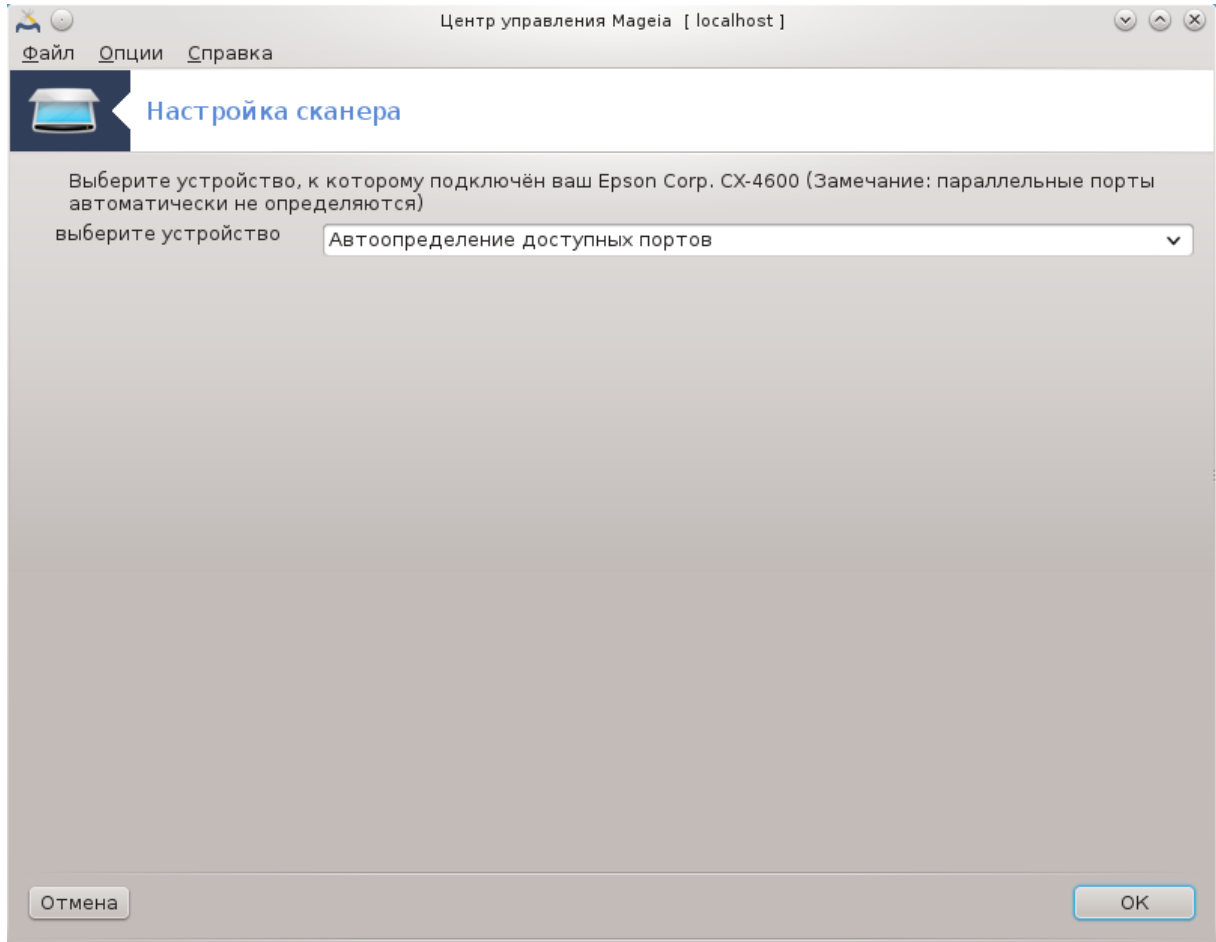 Центр управления Mageia [ localhost ]
Файл Опции Справка
Настройка сканера
Выберите устройство, к которому подключён ваш Epson Corp. CX-4600 (Замечание: параллельные порты
автоматически не определяются)
выберите устройство Автоопределение доступных портов
Отмена OK